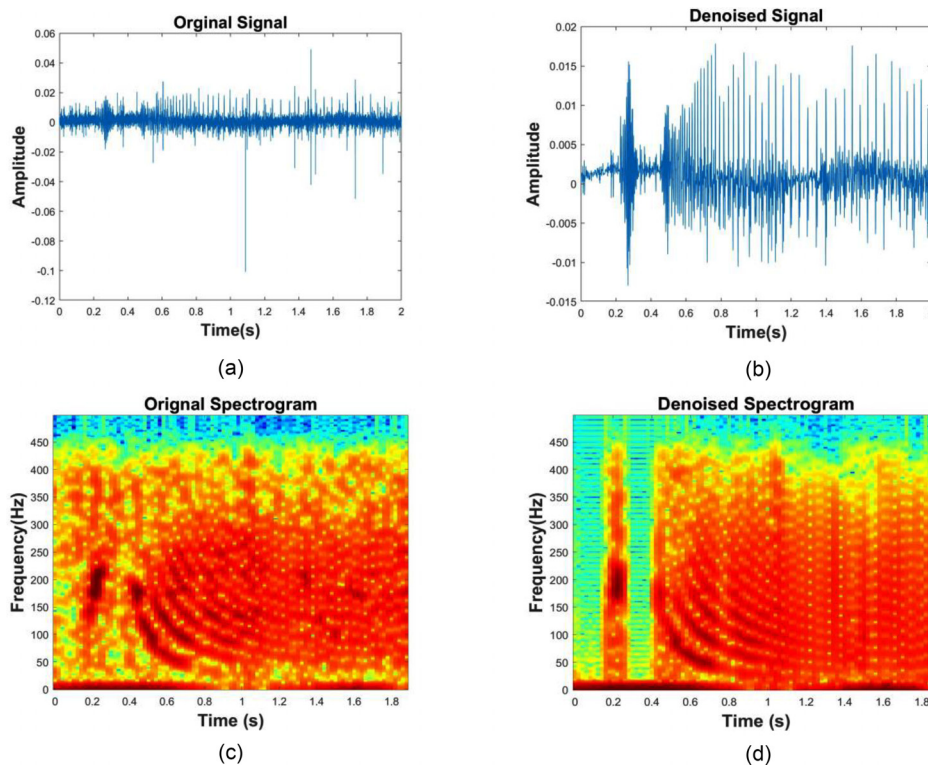 Orginal Signal
0.06
0.04
0.02
0
-0.02
-0.04
-0.06
-0.08
-0.1
-0.12
Amplitude
0 0.2 0.4 0.6 0.8 1 1.2 1.4 1.6 1.8 2
Time(s)
(a)
Denoised Signal
0.02
0.015
0.01
0.005
0
-0.005
-0.01
-0.015
Amplitude
0 0.2 0.4 0.6 0.8 1 1.2 1.4 1.6 1.8
Time(s)
(b)
Orignal Spectrogram
450
400
350
300
250
200
150
100
50
0
Frequency(Hz)
0 0.2 0.4 0.6 0.8 1 1.2 1.4 1.6 1.8
Time (s)
(c)
Denoised Spectrogram
450
400
350
300
250
200
150
100
50
0
Frequency(Hz)
0 0.2 0.4 0.6 0.8 1 1.2 1.4 1.6 1.8
Time (s)
(d)